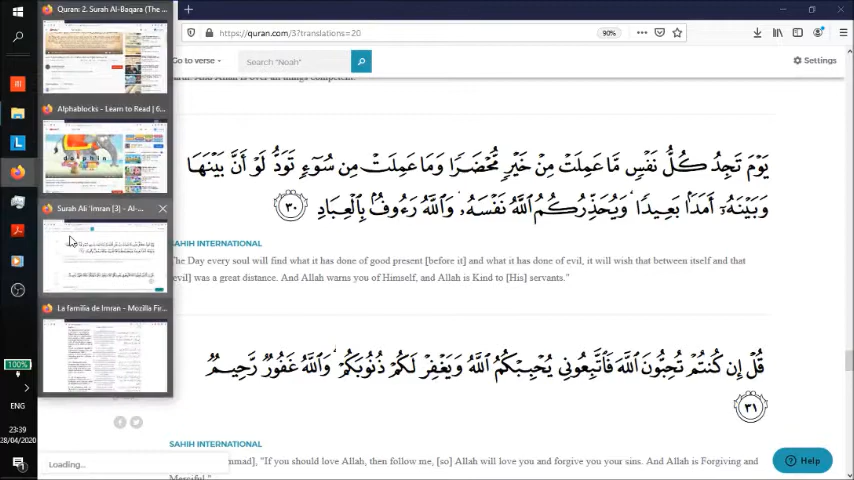 Quran: 2. Surah Al-Baqara (The ...
https://quran.com/3?translations=20
90%
Go to verse
Search "Noah"
Settings
Alphablocks - Learn to Read | 6...
dolphin
يَوْمَ تَجِدُ كُلُّ نَفْسٍ مَّا عَمِلَتْ مِنْ خَيْرٍ مُّحْضَرًا وَمَا عَمِلَتْ مِن سُوٓءٍ تَوَدُّ لَوْ أَنَّ بَيْنَهَا
وَبَيْنَهُۥٓ أَمَدًۢا بَعِيدًا ۗ وَيُحَذِّرُكُمُ ٱللَّهُ نَفْسَهُۥ ۗ وَٱللَّهُ رَءُوفٌۢ بِٱلْعِبَادِ ٣٠
Surah Ali 'Imran [3] - Al-...
SAHIH INTERNATIONAL
The Day every soul will find what it has done of good present [before it] and what it has done of evil, it will wish that between itself and that
evil] was a great distance. And Allah warns you of Himself, and Allah is Kind to [His] servants."
La familia de Imran - Mozilla Fir...
قُلْ إِن كُنتُمْ تُحِبُّونَ ٱللَّهَ فَٱتَّبِعُونِى يُحْبِبْكُمُ ٱللَّهُ وَيَغْفِرْ لَكُمْ ذُنُوبَكُمْ ۗ وَٱللَّهُ غَفُورٌ رَّحِيمٌ
٣١
SAHIH INTERNATIONAL
mmad], "If you should love Allah, then follow me, [so] Allah will love you and forgive you your sins. And Allah is Forgiving and
Merciful."
Loading...
Help
100%
ENG
23:39
28/04/2020